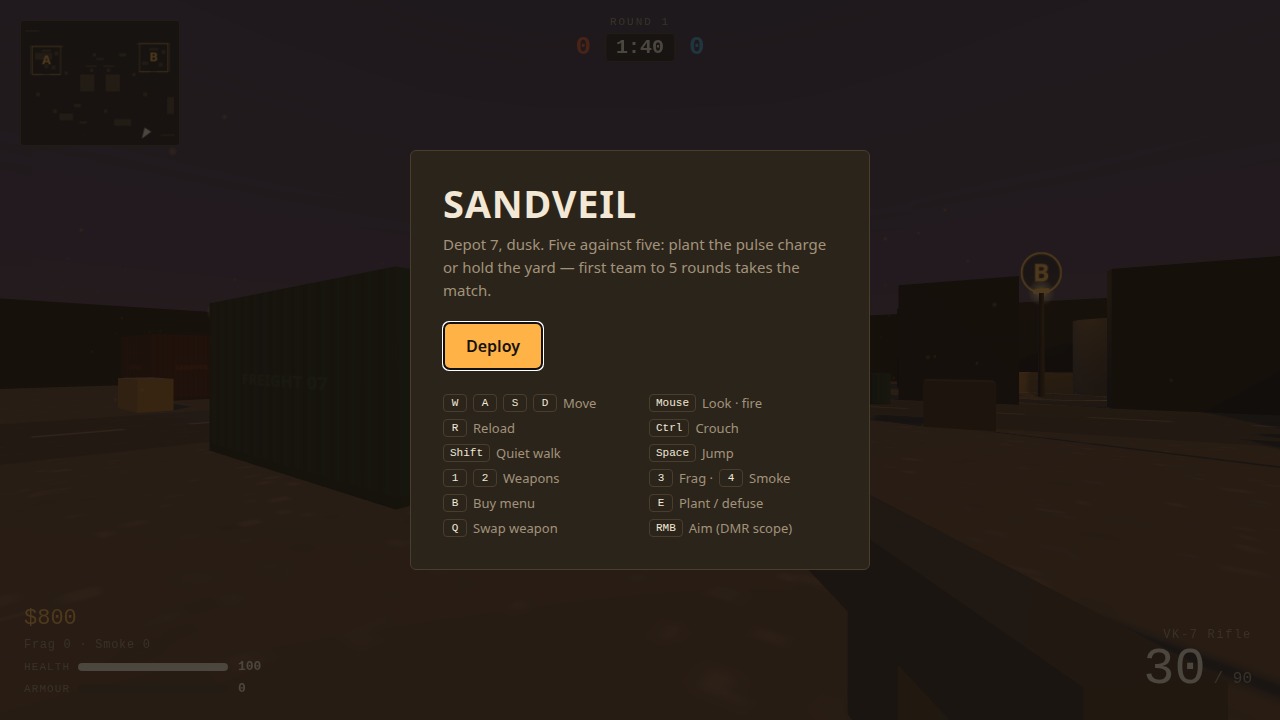 ROUND 1
0 1:40 0
A
B
SANDVEIL
Depot 7, dusk. Five against five: plant the pulse charge
or hold the yard — first team to 5 rounds takes the
match.
Deploy
W A S D Move
Mouse Look · fire
R Reload
Ctrl Crouch
Shift Quiet walk
Space Jump
1 2 Weapons
3 Frag · 4 Smoke
B Buy menu
E Plant / defuse
Q Swap weapon
RMB Aim (DMR scope)
B
FREIGHT 07
$800
Frag 0 · Smoke 0
HEALTH 100
ARMOUR 0
VK-7 Rifle
30 / 90